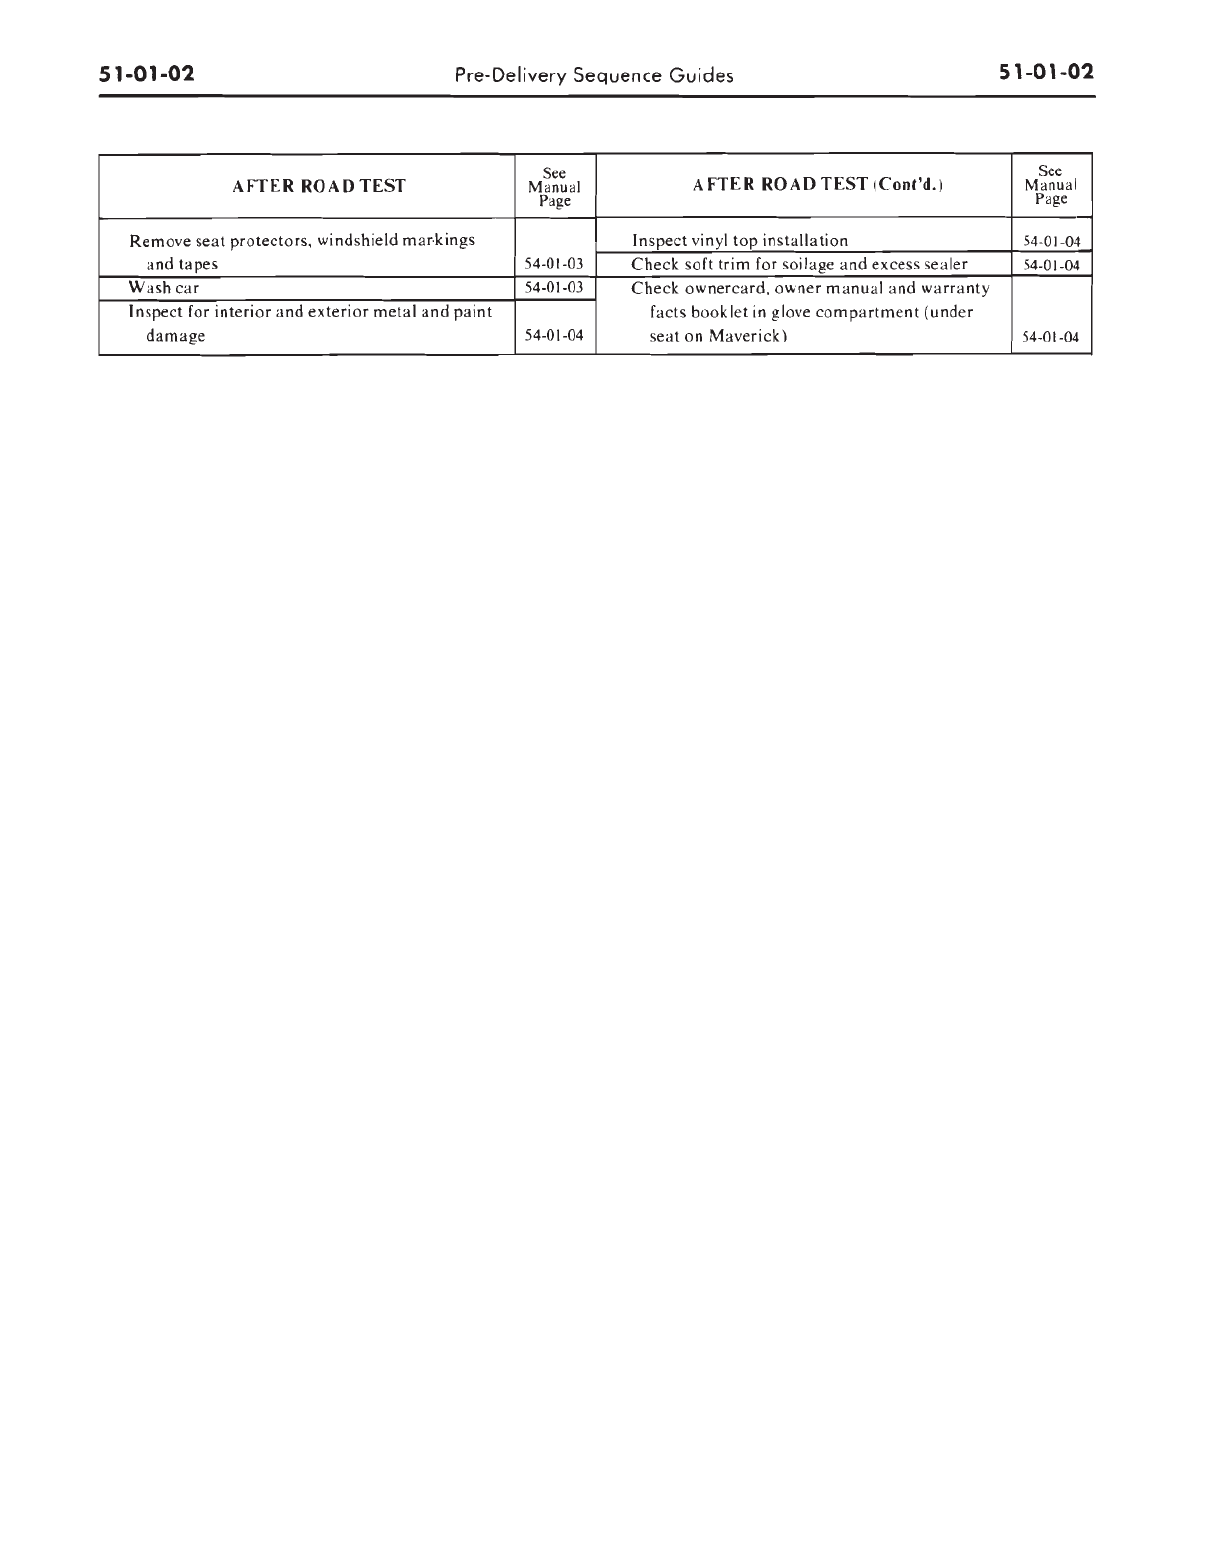 51-01-02 Pre-Delivery Sequence Guides 51-01-02
AFTER ROAD TEST
See
Manual
Page
Remove seat protectors, windshield markings
and tapes 54-01-03
Wash car 54-01-03
Inspect for interior and exterior metal and paint
damage 54-01-04
AFTER ROAD TEST (Cont'd.)
See
Manual
Page
Inspect vinyl top installation 54-01-04
Check soft trim for soilage and excess sealer 54-01-04
Check ownercard, owner manual and warranty
facts booklet in glove compartment (under
seat on Maverick) 54-01-04